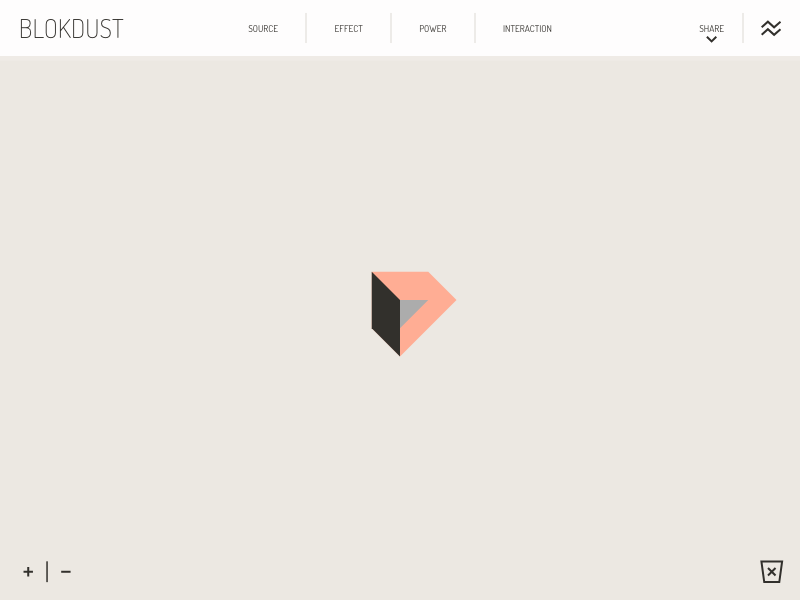 BLOKDUST
SOURCE
EFFECT
POWER
INTERACTION
SHARE